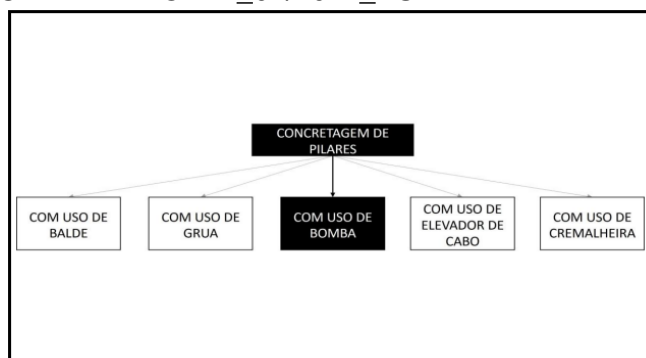 CONCRETAGEM DE
PILARES
COM USO DE
BALDE
COM USO DE
GRUA
COM USO DE
BOMBA
COM USO DE
ELEVADOR DE
CABO
COM USO DE
CREMALHEIRA